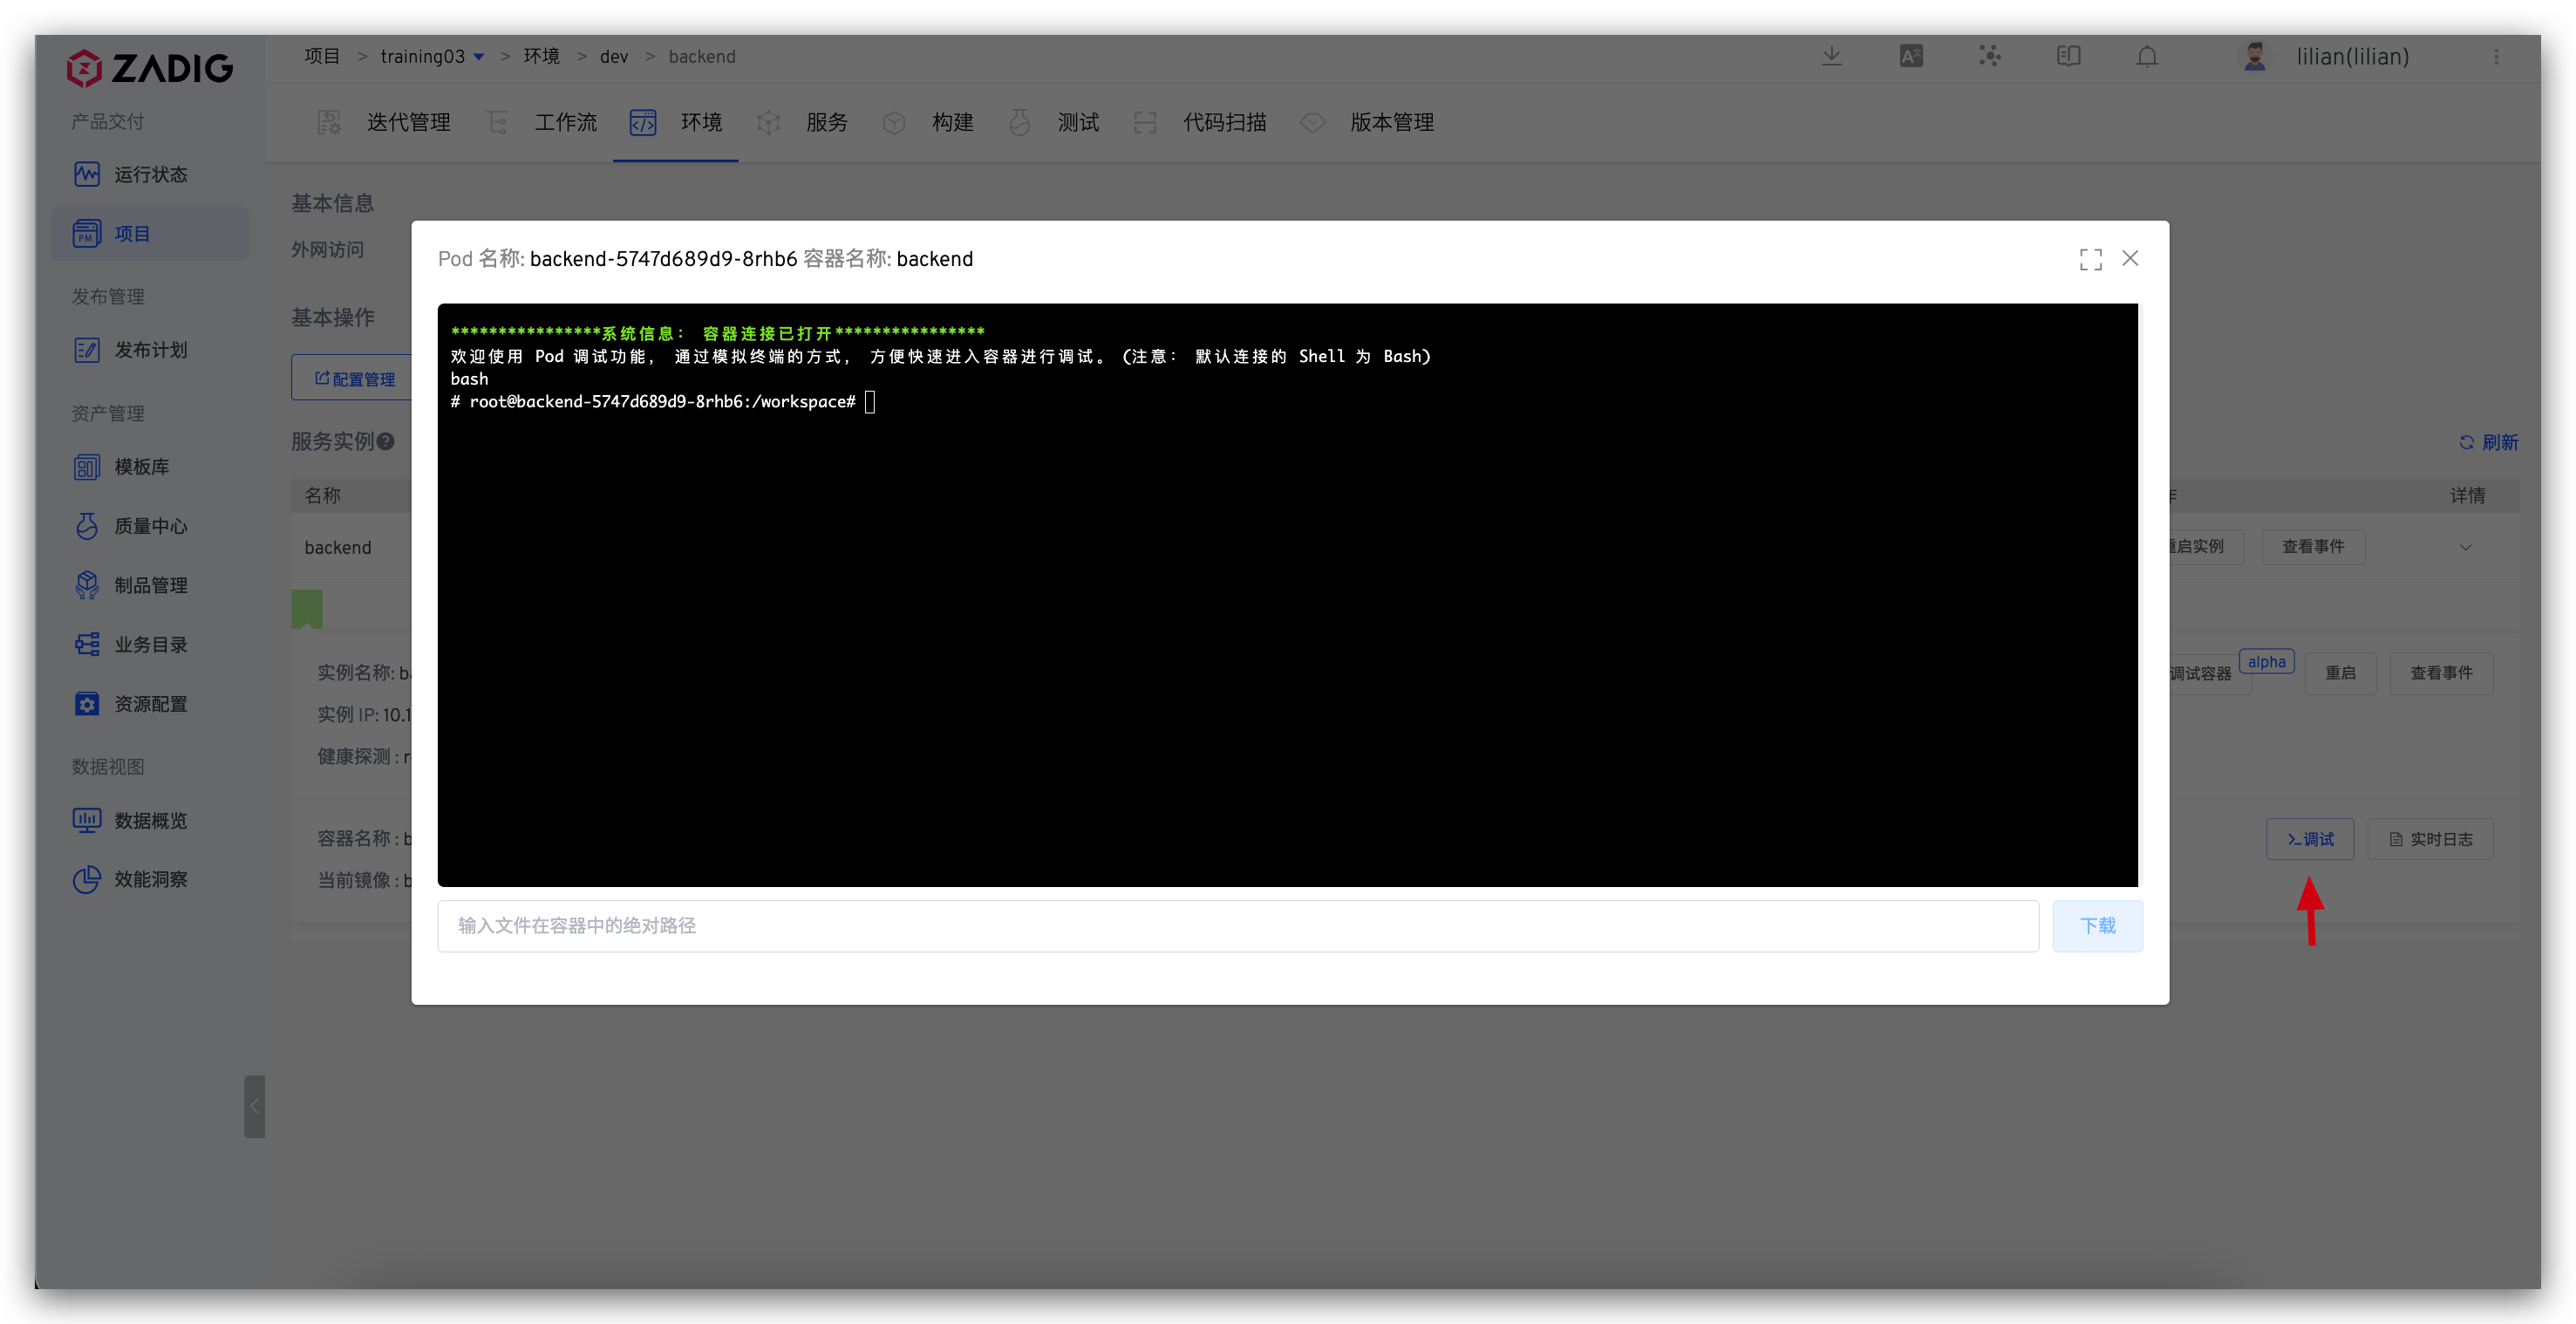 ZADIG
项目 > training03 > 环境 > dev > backend
lilian(lilian)
迭代管理 工作流 环境 服务 构建 测试 代码扫描 版本管理
产品交付
运行状态
项目
发布管理
发布计划
资产管理
模板库
质量中心
制品管理
业务目录
资源配置
数据视图
数据概览
效能洞察
基本信息
外网访问
基本操作
配置管理
服务实例
刷新
名称
详情
backend
启实例 查看事件
实例名称:
调试容器 alpha 重启 查看事件
实例 IP: 10.1
健康探测 :
容器名称 : b
>_调试 实时日志
当前镜像 : b
Pod 名称: backend-5747d689d9-8rhb6 容器名称: backend
****************系统信息： 容器连接已打开****************
欢迎使用 Pod 调试功能， 通过模拟终端的方式， 方便快速进入容器进行调试。 (注意： 默认连接的 Shell 为 Bash)
bash
# root@backend-5747d689d9-8rhb6:/workspace#
输入文件在容器中的绝对路径
下载